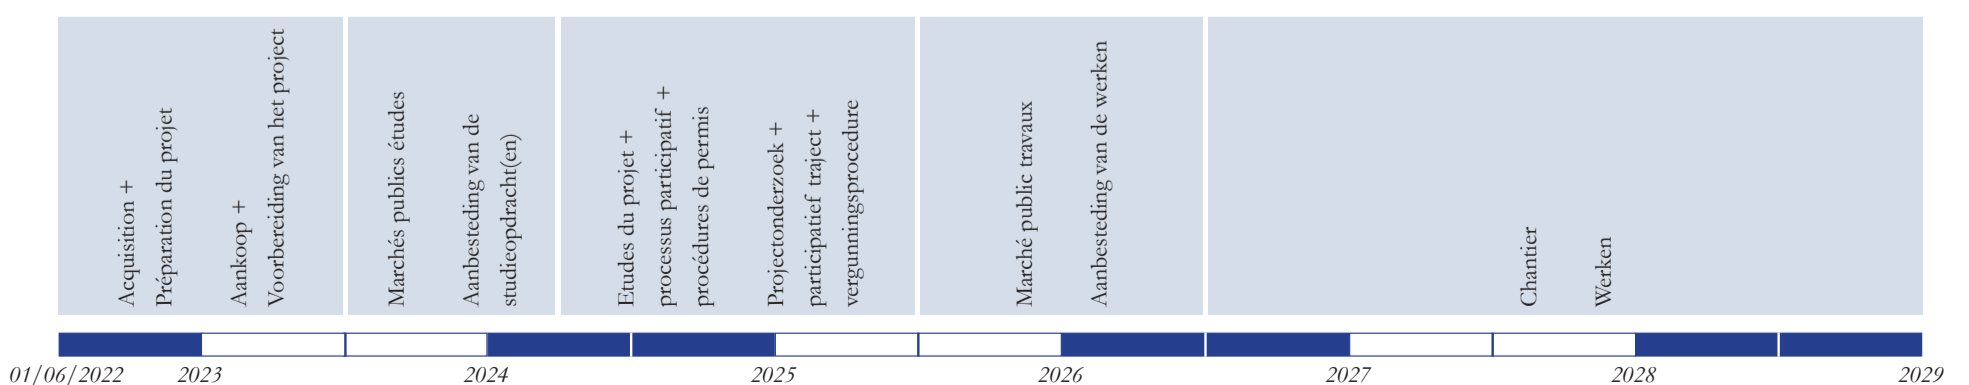 Acquisition +
Préparation du projet
Aankoop +
Voorbereiding van het project
Marchés publics études
Aanbesteding van de
studieopdracht(en)
Etudes du projet +
processus participatif +
procédures de permis
Projectonderzoek +
participatief traject +
vergunningsprocedure
Marché public travaux
Aanbesteding van de werken
Chantier
Werken
01/06/2022
2023
2024
2025
2026
2027
2028
2029